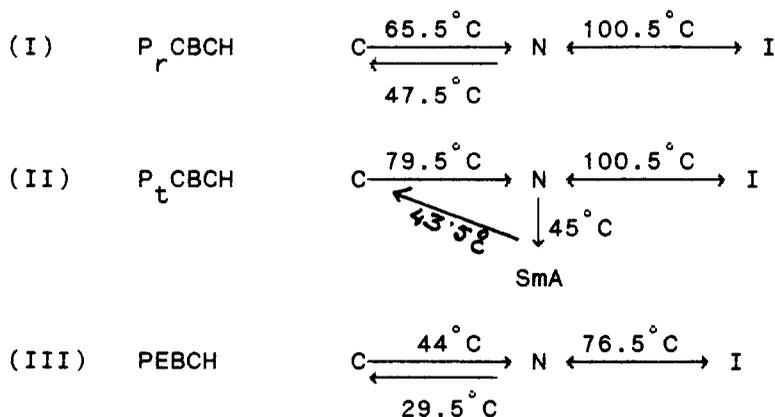 (I) PrCBCH C 65.5°C N 100.5°C I
47.5°C
(II) PtCBCH C 79.5°C N 100.5°C I
43.5°C 45°C
SmA
(III) PEBCH C 44°C N 76.5°C I
29.5°C